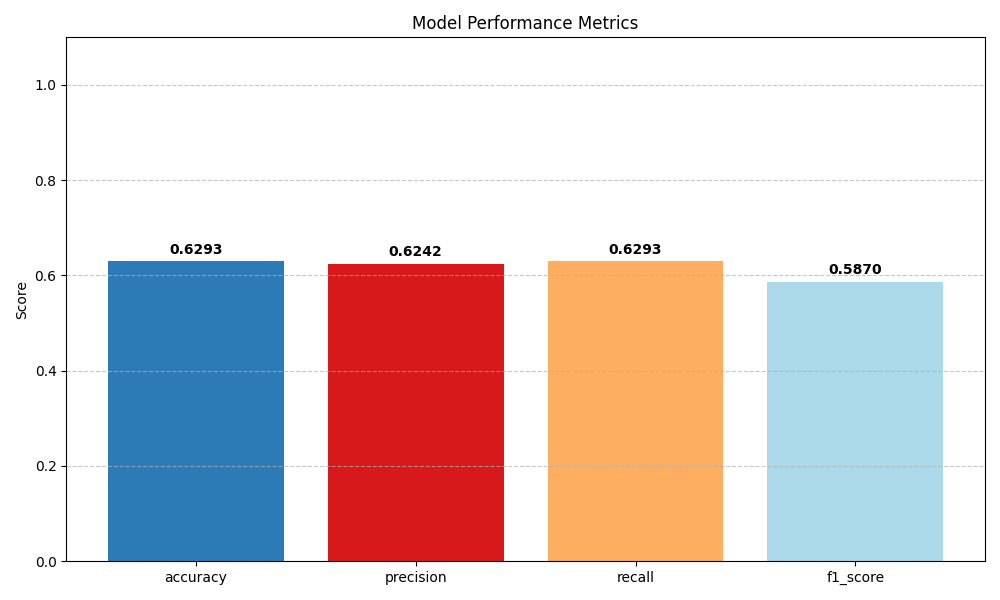 Model Performance Metrics
Score
1.0
0.8
0.6
0.4
0.2
0.0
0.6293
0.6242
0.6293
0.5870
accuracy
precision
recall
f1_score